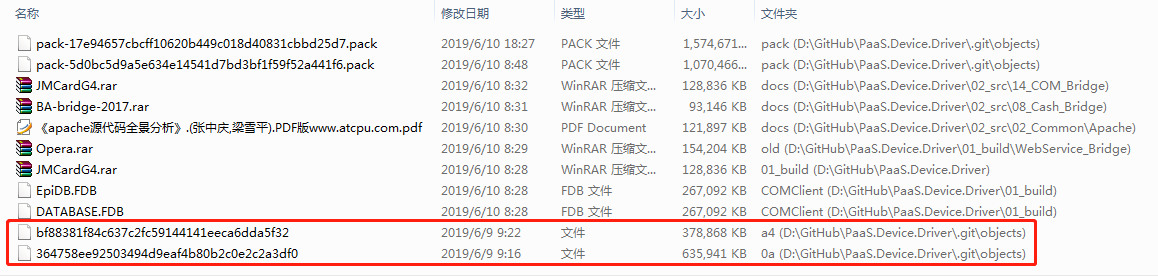 名称 修改日期 类型 大小 文件夹
pack-17e94657cbcff10620b449c018d40831cbbd25d7.pack 2019/6/10 18:27 PACK 文件 1,574,671... pack (D:\GitHub\PaaS.Device.Driver\.git\objects)
pack-5d0bc5d9a5e634e14541d7bd3bf1f59f52a441f6.pack 2019/6/10 8:48 PACK 文件 1,070,466... pack (D:\GitHub\PaaS.Device.Driver\.git\objects)
JMCardG4.rar 2019/6/10 8:32 WinRAR 压缩文... 128,836 KB docs (D:\GitHub\PaaS.Device.Driver\02_src\14_COM_Bridge)
BA-bridge-2017.rar 2019/6/10 8:31 WinRAR 压缩文... 93,146 KB docs (D:\GitHub\PaaS.Device.Driver\02_src\08_Cash_Bridge)
《apache源代码全景分析》.(张中庆,梁雪平).PDF版www.atcpu.com.pdf 2019/6/10 8:30 PDF Document 121,897 KB docs (D:\GitHub\PaaS.Device.Driver\02_src\02_Common\Apache)
Opera.rar 2019/6/10 8:29 WinRAR 压缩文... 154,204 KB old (D:\GitHub\PaaS.Device.Driver\01_build\WebService_Bridge)
JMCardG4.rar 2019/6/10 8:28 WinRAR 压缩文... 128,836 KB 01_build (D:\GitHub\PaaS.Device.Driver)
EpiDB.FDB 2019/6/10 8:28 FDB 文件 267,092 KB COMClient (D:\GitHub\PaaS.Device.Driver\01_build)
DATABASE.FDB 2019/6/10 8:28 FDB 文件 267,092 KB COMClient (D:\GitHub\PaaS.Device.Driver\01_build)
bf88381f84c637c2fc59144141eeca6dda5f32 2019/6/9 9:22 文件 378,868 KB a4 (D:\GitHub\PaaS.Device.Driver\.git\objects)
364758ee92503494d9eaf4b80b2c0e2c2a3df0 2019/6/9 9:16 文件 635,941 KB 0a (D:\GitHub\PaaS.Device.Driver\.git\objects)